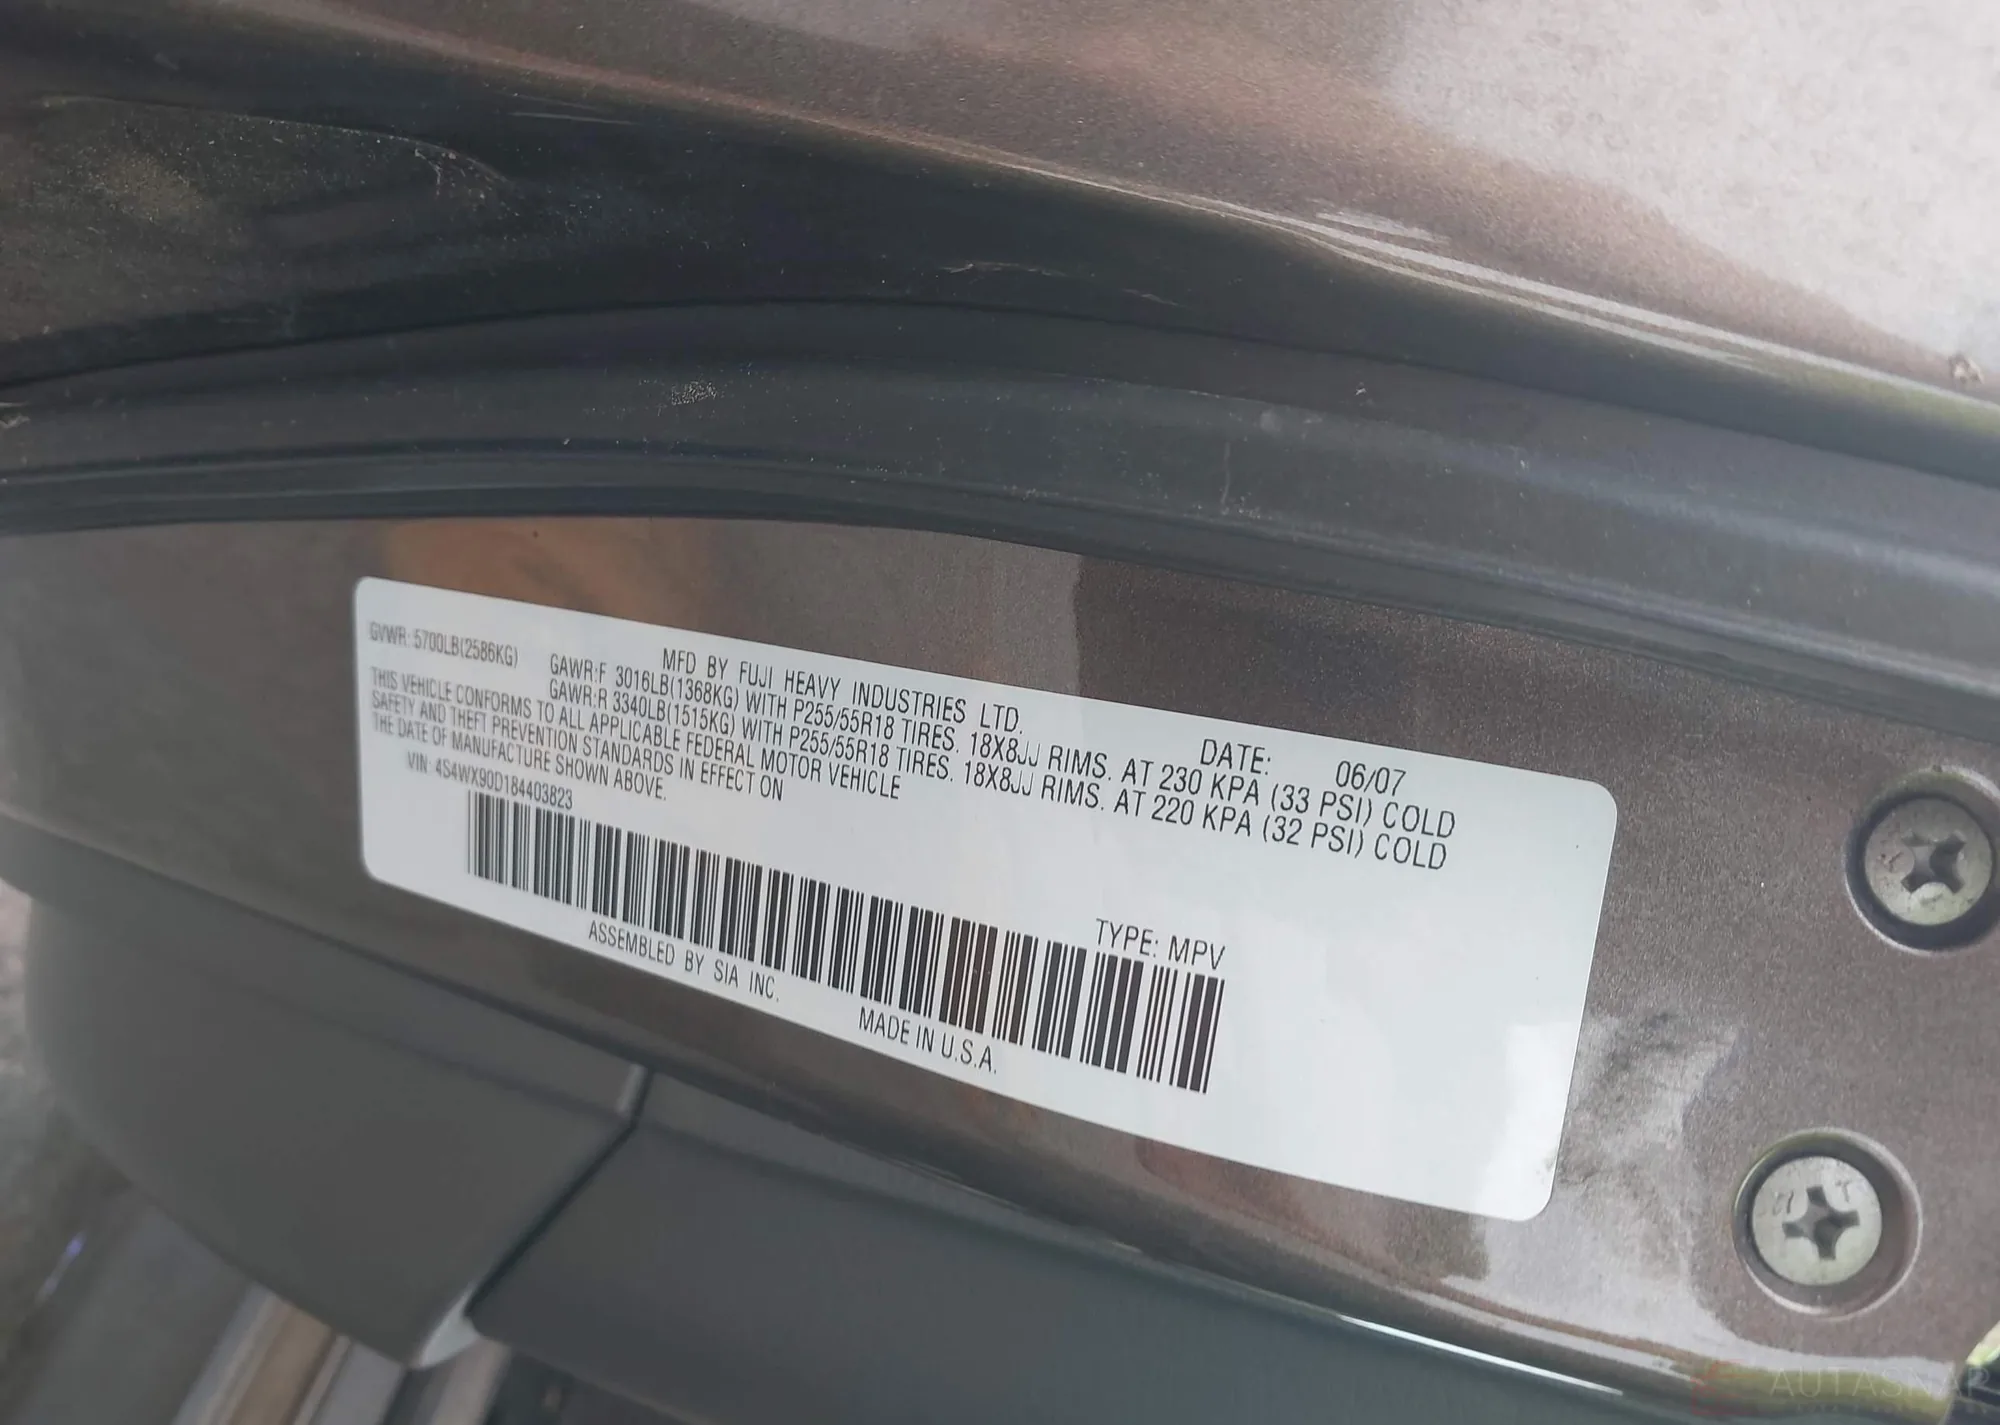 MFD BY FUJI HEAVY INDUSTRIES LTD. DATE: 06/07
GVWR: 5700LB(2586KG)
GAWR:F 3016LB(1368KG) WITH P255/55R18 TIRES. 18X8JJ RIMS. AT 230 KPA (33 PSI) COLD
GAWR:R 3340LB(1515KG) WITH P255/55R18 TIRES. 18X8JJ RIMS. AT 220 KPA (32 PSI) COLD
THIS VEHICLE CONFORMS TO ALL APPLICABLE FEDERAL MOTOR VEHICLE
SAFETY AND THEFT PREVENTION STANDARDS IN EFFECT ON
THE DATE OF MANUFACTURE SHOWN ABOVE.
VIN: 4S4WX90D184403823 TYPE: MPV
ASSEMBLED BY SIA INC.
MADE IN U.S.A.
AUTASNAP